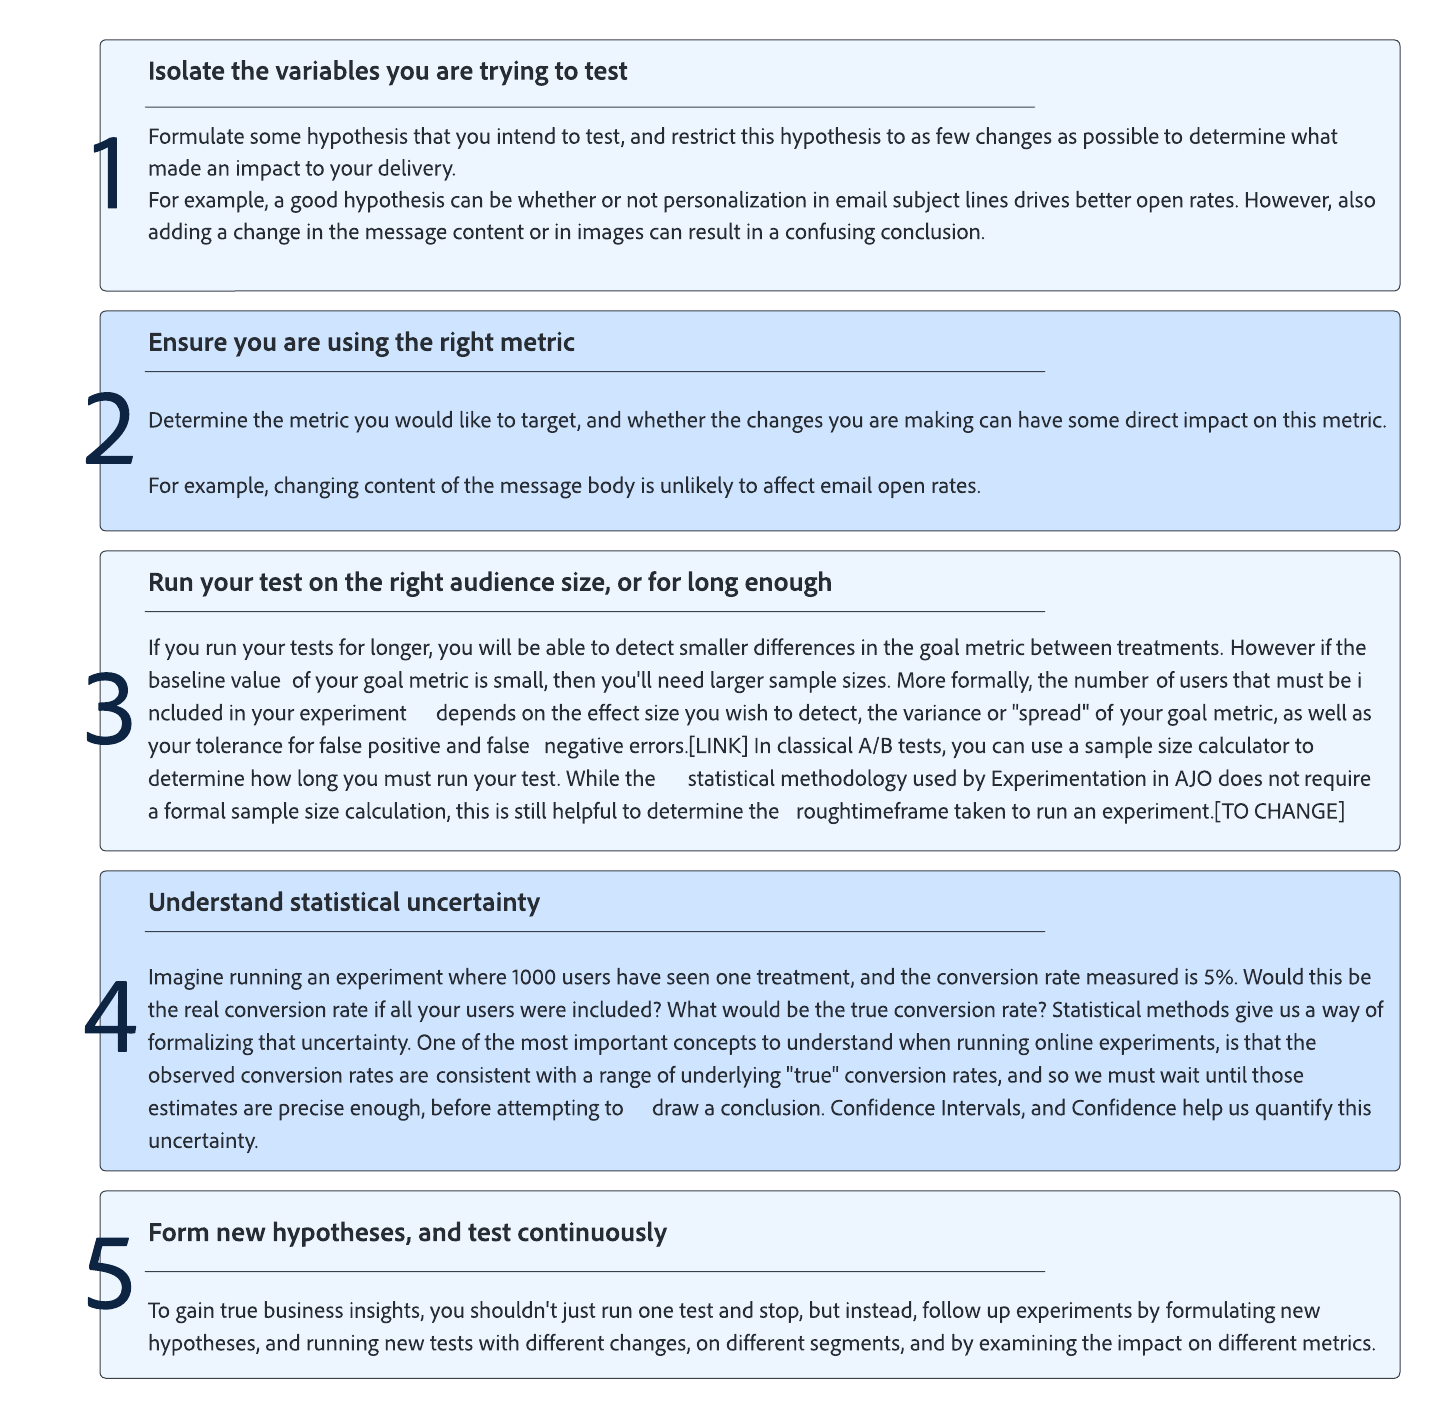 Isolate the variables you are trying to test
1
Formulate some hypothesis that you intend to test, and restrict this hypothesis to as few changes as possible to determine what
made an impact to your delivery.
For example, a good hypothesis can be whether or not personalization in email subject lines drives better open rates. However, also
adding a change in the message content or in images can result in a confusing conclusion.
Ensure you are using the right metric
2
Determine the metric you would like to target, and whether the changes you are making can have some direct impact on this metric.
For example, changing content of the message body is unlikely to affect email open rates.
Run your test on the right audience size, or for long enough
3
If you run your tests for longer, you will be able to detect smaller differences in the goal metric between treatments. However if the
baseline value of your goal metric is small, then you'll need larger sample sizes. More formally, the number of users that must be i
ncluded in your experiment depends on the effect size you wish to detect, the variance or "spread" of your goal metric, as well as
your tolerance for false positive and false negative errors.[LINK] In classical A/B tests, you can use a sample size calculator to
determine how long you must run your test. While the statistical methodology used by Experimentation in AJO does not require
a formal sample size calculation, this is still helpful to determine the roughtimeframe taken to run an experiment.[TO CHANGE]
Understand statistical uncertainty
4
Imagine running an experiment where 1000 users have seen one treatment, and the conversion rate measured is 5%. Would this be
the real conversion rate if all your users were included? What would be the true conversion rate? Statistical methods give us a way of
formalizing that uncertainty. One of the most important concepts to understand when running online experiments, is that the
observed conversion rates are consistent with a range of underlying "true" conversion rates, and so we must wait until those
estimates are precise enough, before attempting to draw a conclusion. Confidence Intervals, and Confidence help us quantify this
uncertainty.
Form new hypotheses, and test continuously
5
To gain true business insights, you shouldn't just run one test and stop, but instead, follow up experiments by formulating new
hypotheses, and running new tests with different changes, on different segments, and by examining the impact on different metrics.